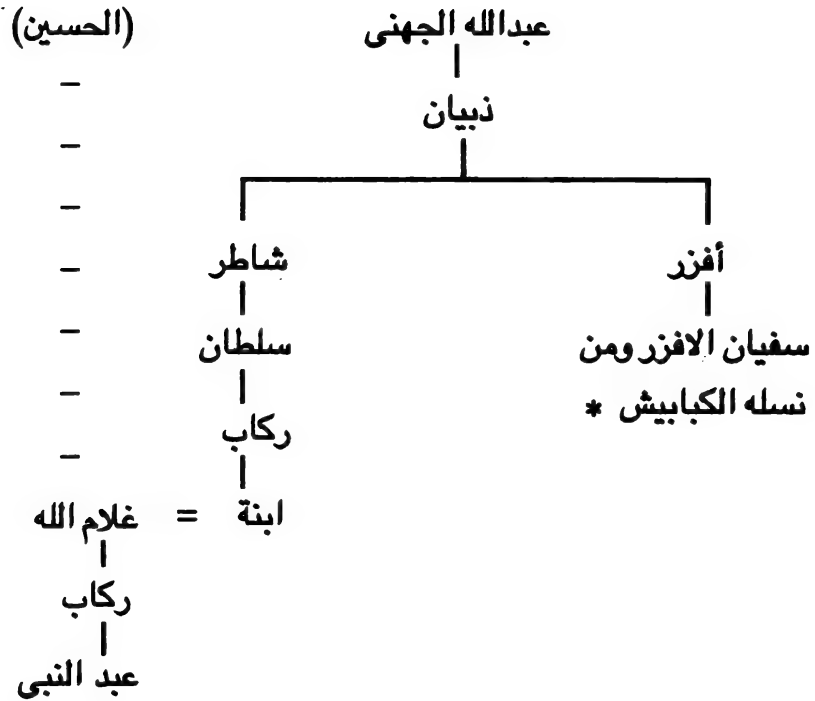 عبدالله الجهنى (الحسين)
ذبيان
أفزر شاطر
سفيان الافزر ومن سلطان
نسله الكبابيش *
ركاب
ابنة = غلام الله
ركاب
عبد النبى